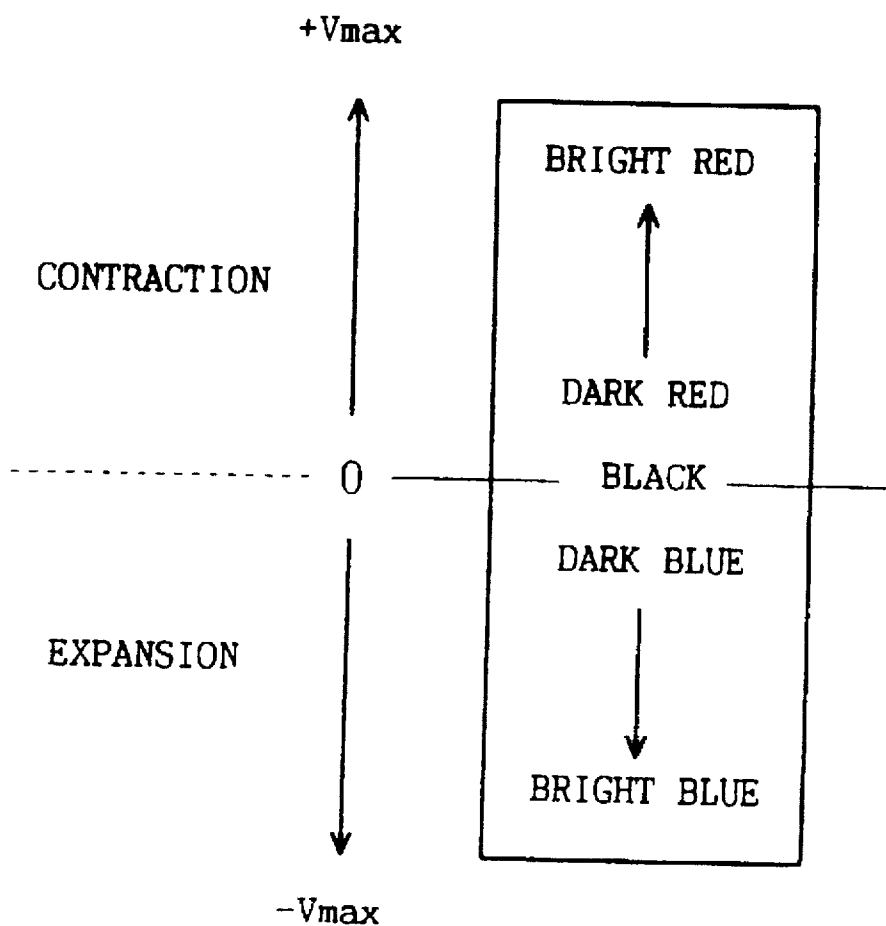 +Vmax
BRIGHT RED
CONTRACTION
DARK RED
0
BLACK
DARK BLUE
EXPANSION
BRIGHT BLUE
-Vmax